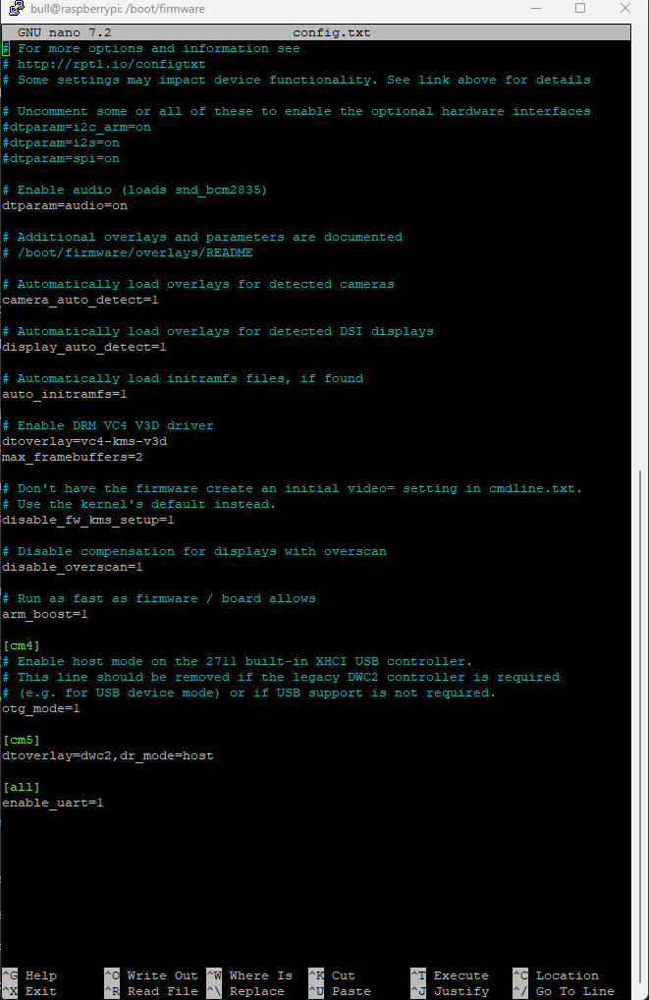 bull@raspberrypi: /boot/firmware
GNU nano 7.2 config.txt
# For more options and information see
# http://rptl.io/configtxt
# Some settings may impact device functionality. See link above for details
# Uncomment some or all of these to enable the optional hardware interfaces
#dtparam=i2c_arm=on
#dtparam=i2s=on
#dtparam=spi=on
# Enable audio (loads snd_bcm2835)
dtparam=audio=on
# Additional overlays and parameters are documented
# /boot/firmware/overlays/README
# Automatically load overlays for detected cameras
camera_auto_detect=1
# Automatically load overlays for detected DSI displays
display_auto_detect=1
# Automatically load initramfs files, if found
auto_initramfs=1
# Enable DRM VC4 V3D driver
dtoverlay=vc4-kms-v3d
max_framebuffers=2
# Don't have the firmware create an initial video= setting in cmdline.txt.
# Use the kernel's default instead.
disable_fw_kms_setup=1
# Disable compensation for displays with overscan
disable_overscan=1
# Run as fast as firmware / board allows
arm_boost=1
[cm4]
# Enable host mode on the 2711 built-in XHCI USB controller.
# This line should be removed if the legacy DWC2 controller is required
# (e.g. for USB device mode) or if USB support is not required.
otg_mode=1
[cm5]
dtoverlay=dwc2,dr_mode=host
[all]
enable_uart=1
^G Help ^O Write Out ^W Where Is ^K Cut ^T Execute ^C Location
^X Exit ^R Read File ^\ Replace ^U Paste ^J Justify ^/ Go To Line